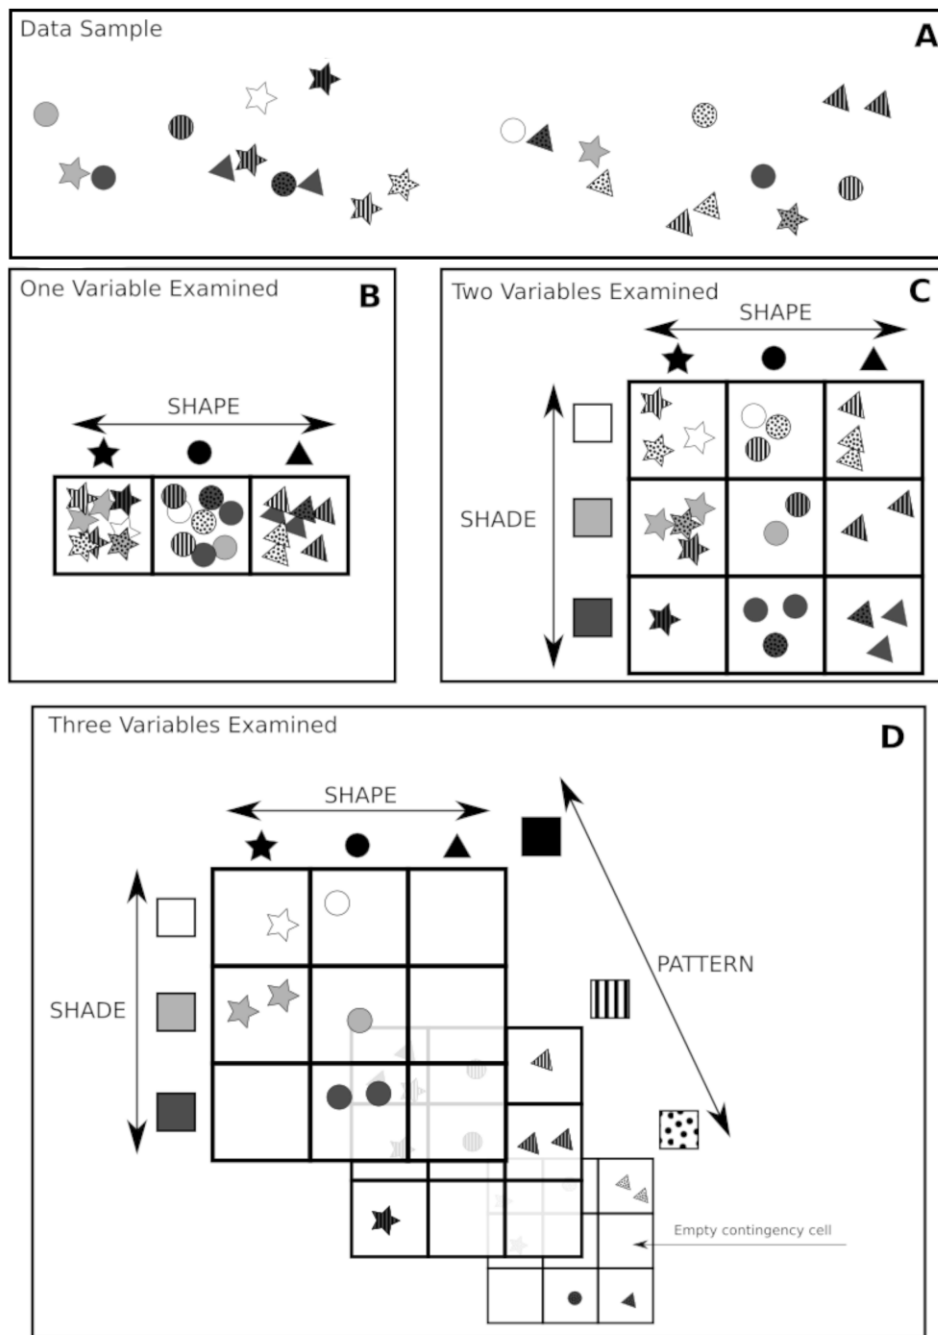 Data Sample
A
One Variable Examined
B
SHAPE
Two Variables Examined
C
SHAPE
SHADE
Three Variables Examined
D
SHAPE
SHADE
PATTERN
Empty contingency cell